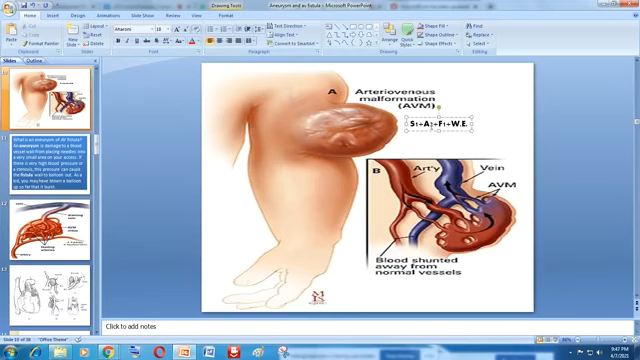 Drawing Tools
Aneurysm and av fistula - Microsoft PowerPoint
Home
Insert
Design
Animations
Slide Show
Review
View
Format
Paste
Cut
Copy
Format Painter
New Slide
Layout
Reset
Delete
Aharoni
18
Text Direction
Align Text
Convert to SmartArt
Arrange
Quick Styles
Shape Fill
Shape Outline
Shape Effects
Find
Replace
Select
Clipboard
Slides
Font
Paragraph
Drawing
Editing
Slides
Outline
What is an aneurysm of AV fistula?
An aneurysm is damage to a blood
vessel wall from placing needles into
a very small area on your access. If
there is very high blood pressure or
a stenosis, this pressure can cause
the fistula wall to balloon out. As a
kid, you may have blown a balloon
up so far that it burst.
A
Arteriovenous
malformation
(AVM)
S1+A2+F1+W.E.
B
Art'y
Vein
AVM
Blood shunted
away from
normal vessels
Click to add notes
Slide 10 of 38
"Office Theme"
9:47 PM
4/7/2021